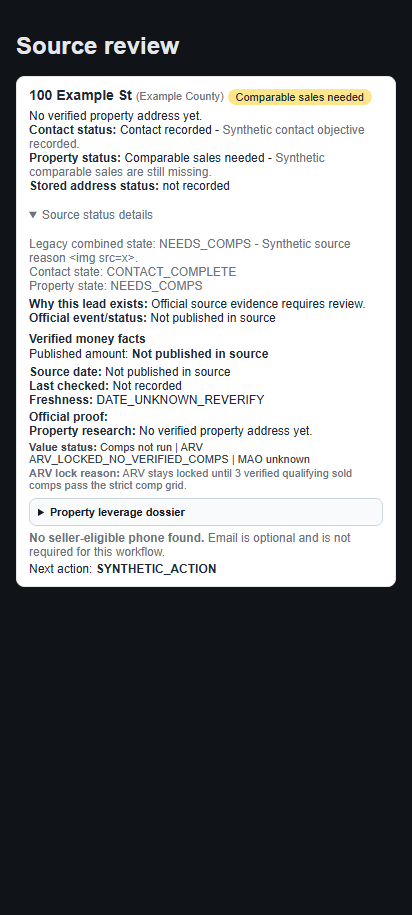 Source review
100 Example St (Example County) Comparable sales needed
No verified property address yet.
Contact status: Contact recorded - Synthetic contact objective
recorded.
Property status: Comparable sales needed - Synthetic
comparable sales are still missing.
Stored address status: not recorded
▼ Source status details
Legacy combined state: NEEDS_COMPS - Synthetic source
reason <img src=x>.
Contact state: CONTACT_COMPLETE
Property state: NEEDS_COMPS
Why this lead exists: Official source evidence requires review.
Official event/status: Not published in source
Verified money facts
Published amount: Not published in source
Source date: Not published in source
Last checked: Not recorded
Freshness: DATE_UNKNOWN_REVERIFY
Official proof:
Property research: No verified property address yet.
Value status: Comps not run | ARV
ARV_LOCKED_NO_VERIFIED_COMPS | MAO unknown
ARV lock reason: ARV stays locked until 3 verified qualifying sold
comps pass the strict comp grid.
▶ Property leverage dossier
No seller-eligible phone found. Email is optional and is not
required for this workflow.
Next action: SYNTHETIC_ACTION